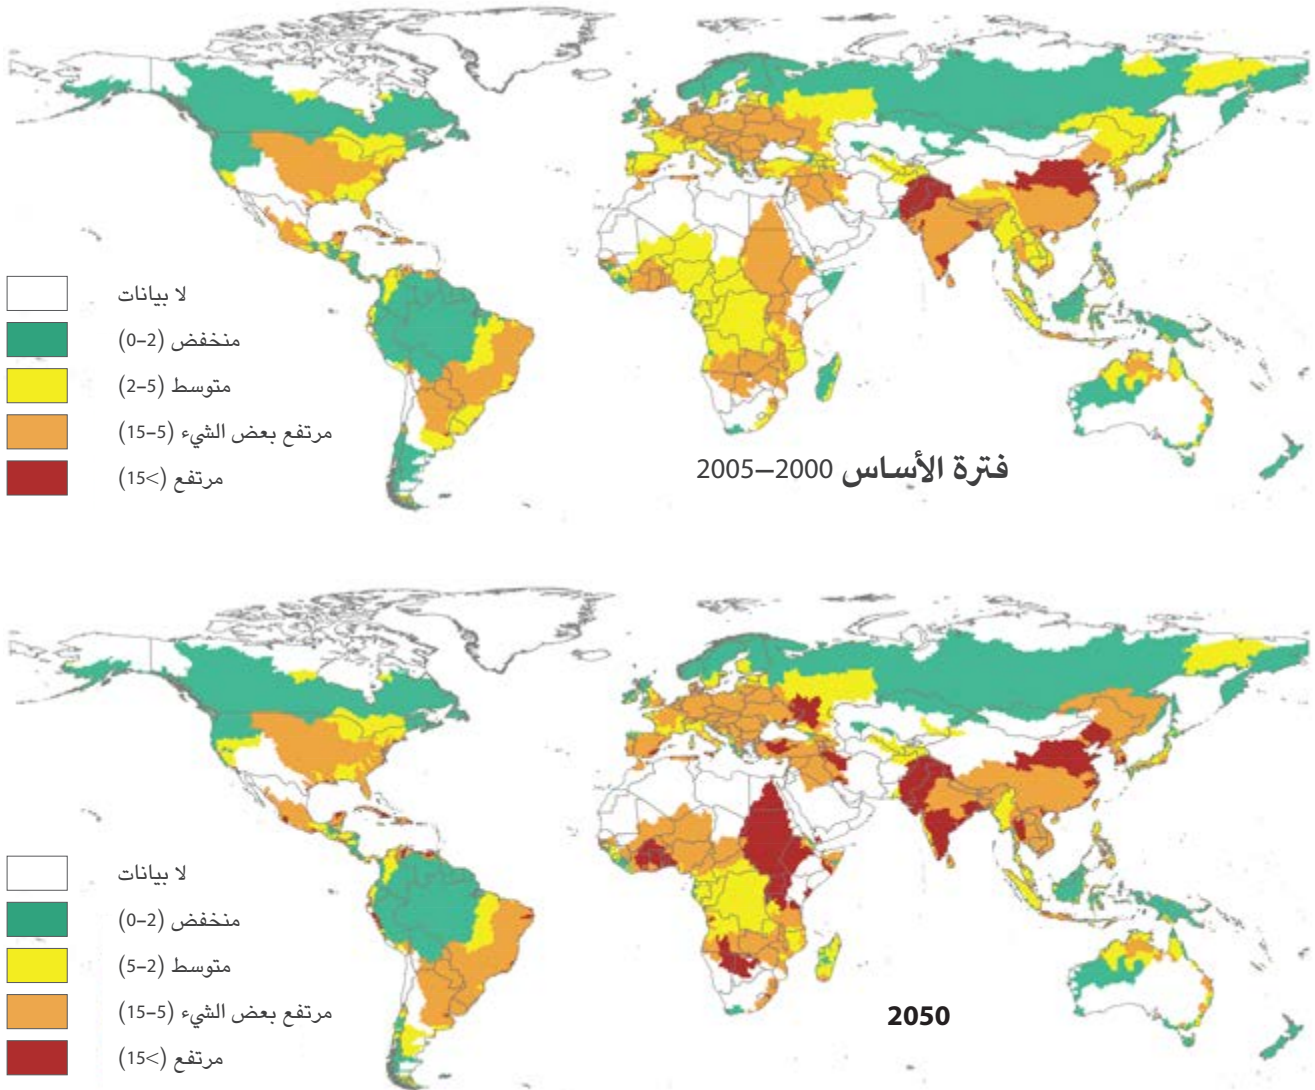 لا بيانات
منخفض (0–2)
متوسط (2–5)
مرتفع بعض الشيء (5–15)
مرتفع (>15)
فترة الأساس 2000–2005
لا بيانات
منخفض (0–2)
متوسط (2–5)
مرتفع بعض الشيء (5–15)
مرتفع (>15)
2050